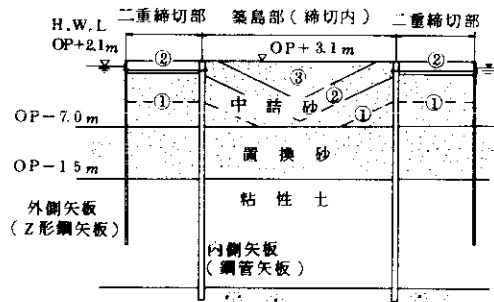 二重締切部 築島部(締切内) 二重締切部
H.W.L
OP+2.1m
OP+3.1m
② ②
③
① 中詰砂 ② ① ①
OP-7.0m
置換砂
OP-15m
粘性土
外側矢板
(Z形鋼矢板)
内側矢板
(鋼管矢板)